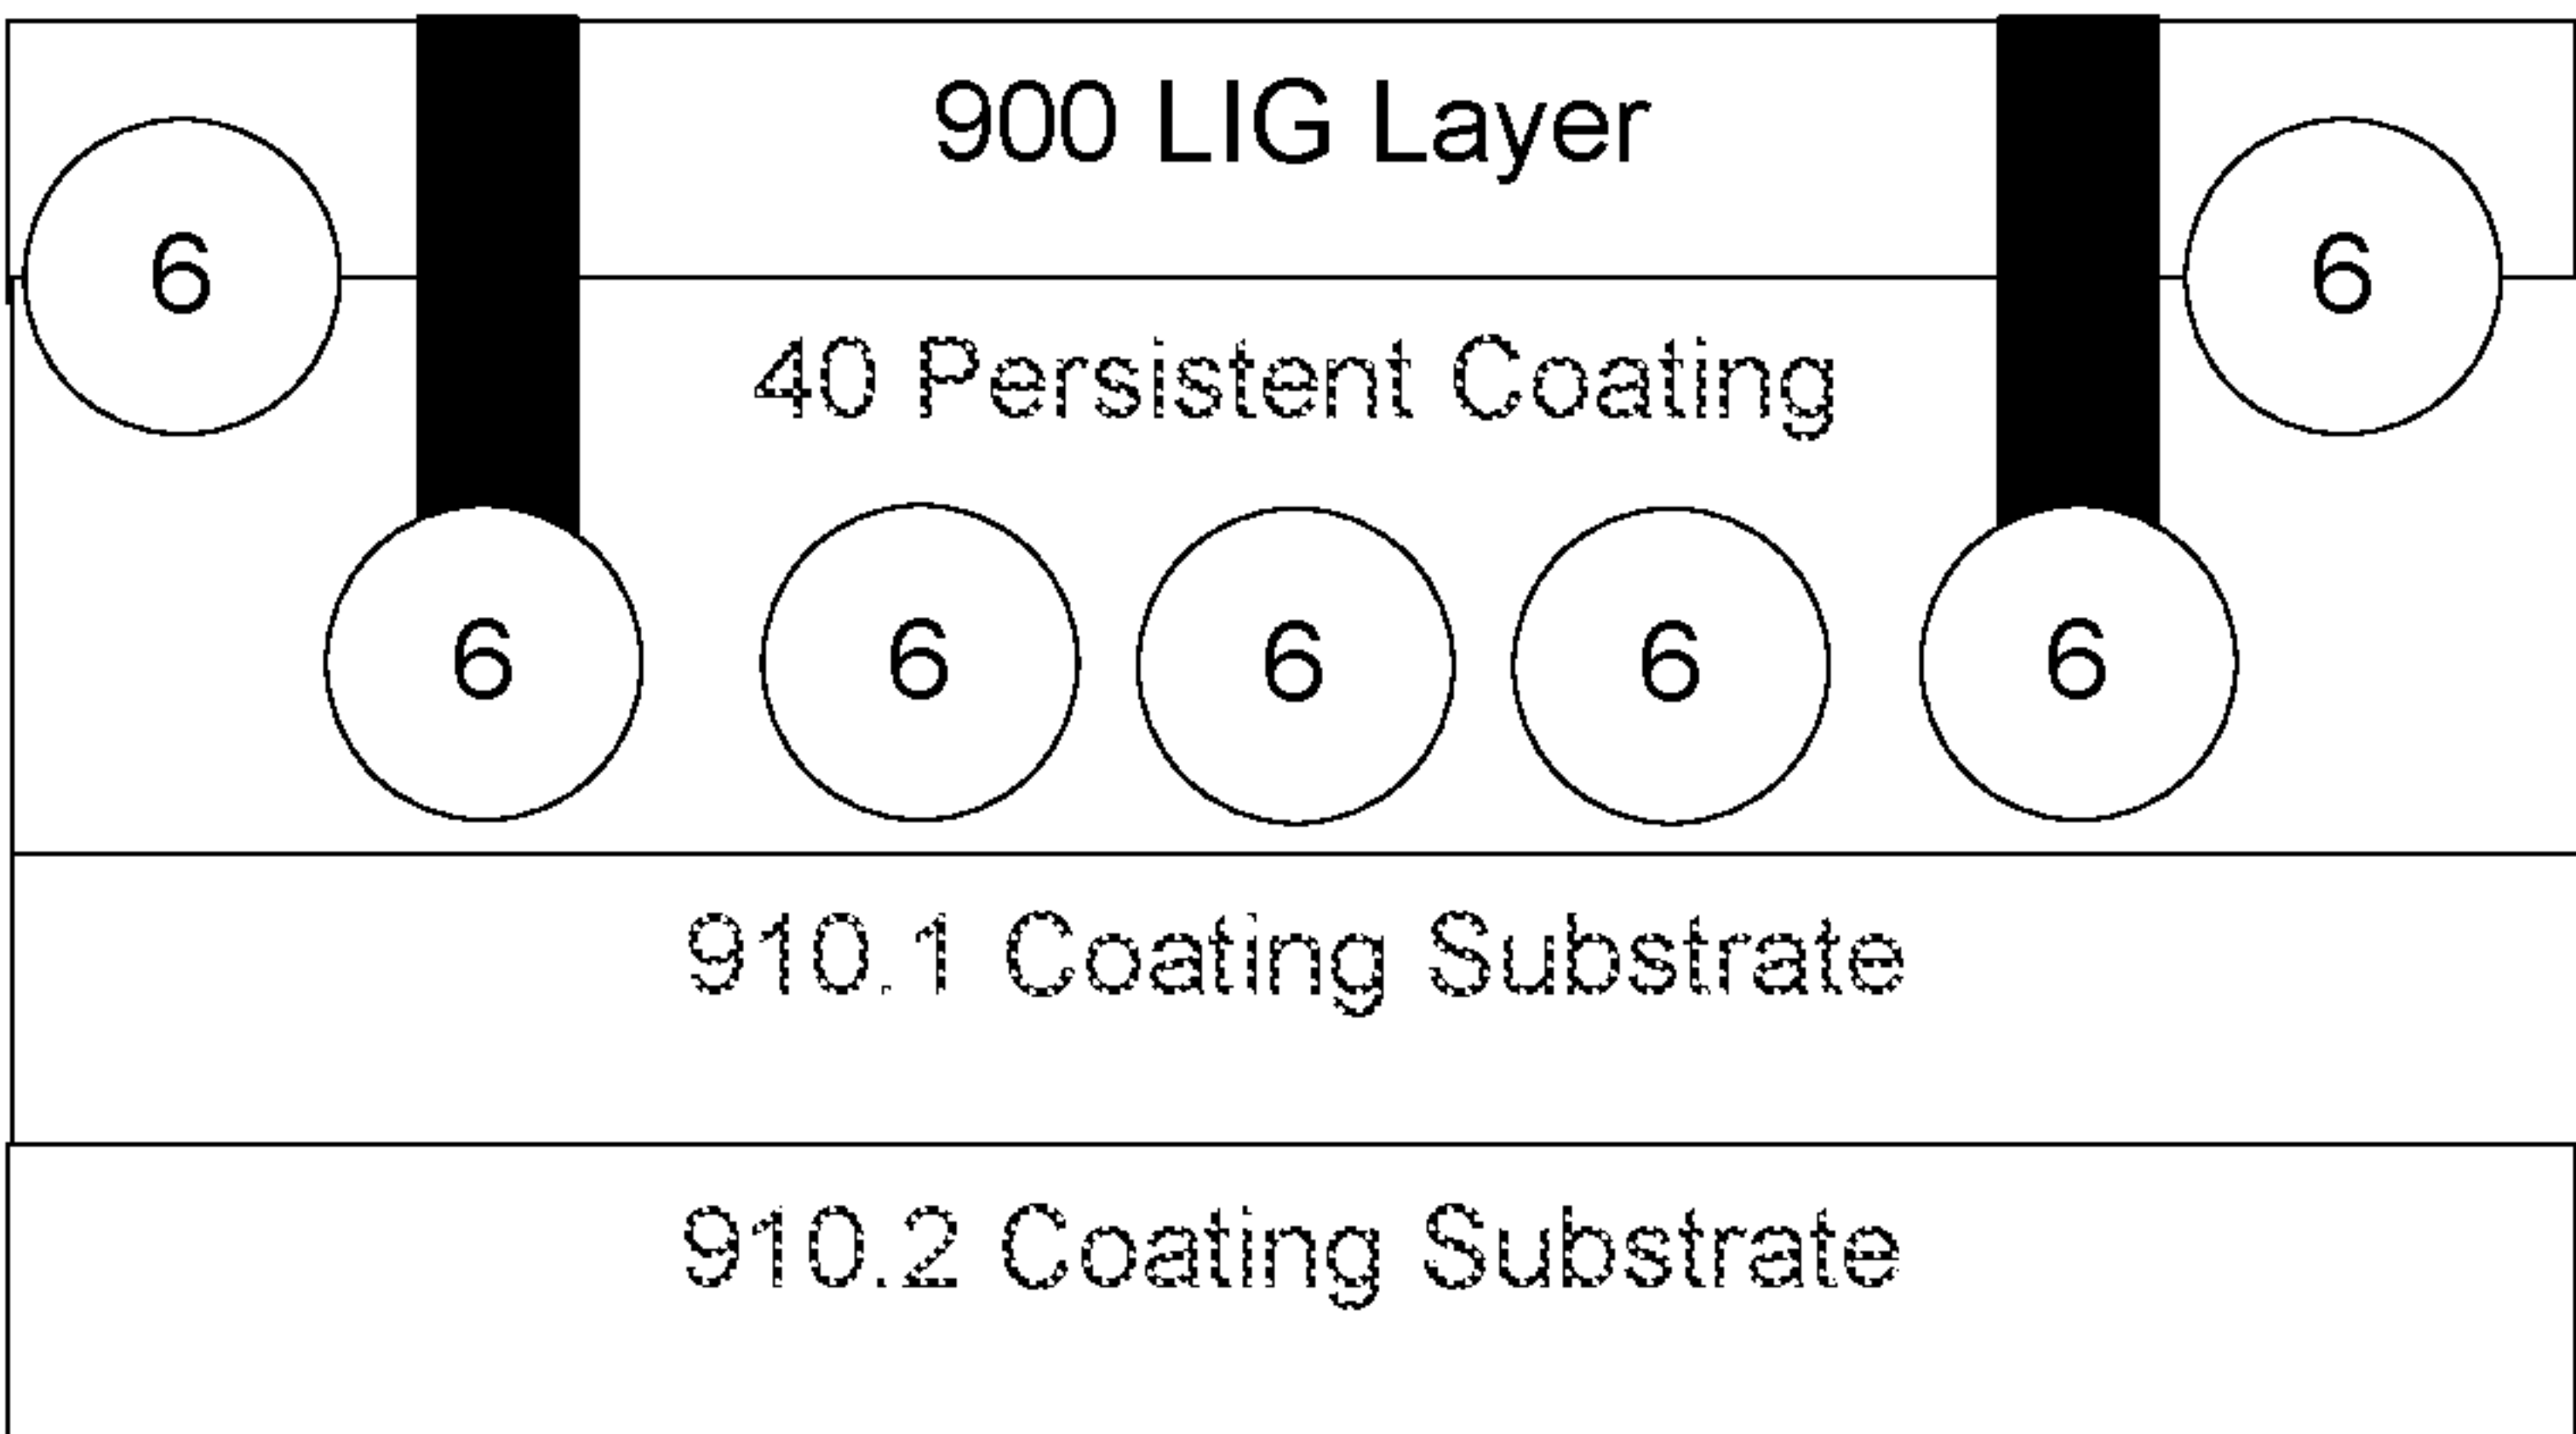 900 LIG Layer
6 6
40 Persistent Coating
6 6 6 6 6
910.1 Coating Substrate
910.2 Coating Substrate